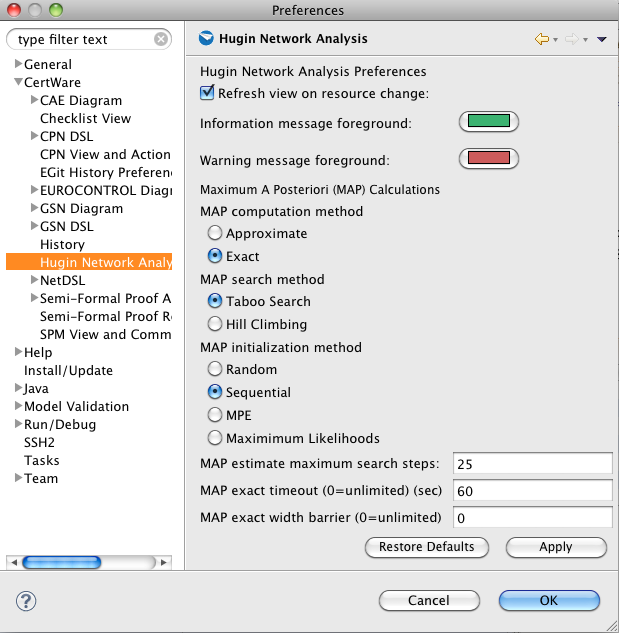 Preferences
type filter text
General
CertWare
CAE Diagram
Checklist View
CPN DSL
CPN View and Action
EGit History Preferen
EUROCONTROL Diagr
GSN Diagram
GSN DSL
History
Hugin Network Analy
NetDSL
Semi-Formal Proof A
Semi-Formal Proof R
SPM View and Comm
Help
Install/Update
Java
Model Validation
Run/Debug
SSH2
Tasks
Team
Hugin Network Analysis
Hugin Network Analysis Preferences
Refresh view on resource change:
Information message foreground:
Warning message foreground:
Maximum A Posteriori (MAP) Calculations
MAP computation method
Approximate
Exact
MAP search method
Taboo Search
Hill Climbing
MAP initialization method
Random
Sequential
MPE
Maximimum Likelihoods
MAP estimate maximum search steps: 25
MAP exact timeout (0=unlimited) (sec) 60
MAP exact width barrier (0=unlimited) 0
Restore Defaults Apply
? Cancel OK